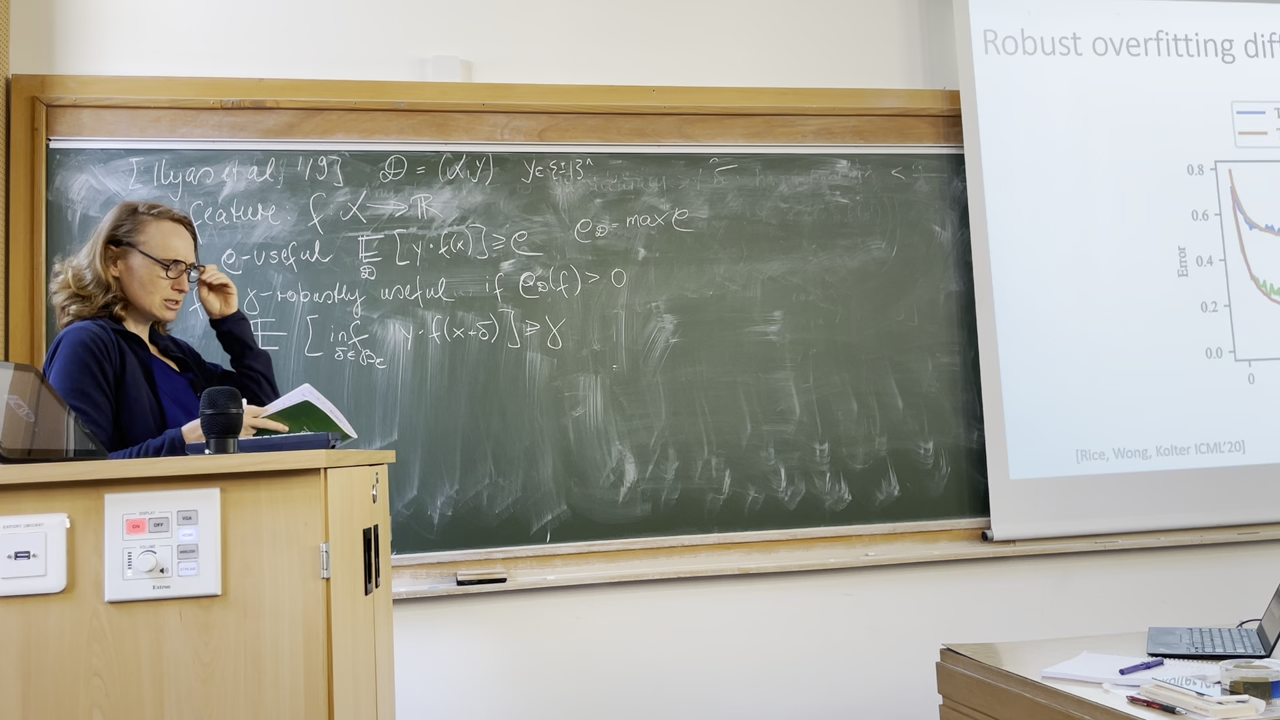 [Ilyas et al, '19] D = (X,Y) y∈{±1}
feature: f: X → R
ϱ-useful 𝔼_D [y·f(x)] ≥ ϱ ϱ_D = max ϱ
γ-robustly useful if ϱ_D(f) > 0
𝔼 [inf_{δ∈} y·f(x+δ)] ≥ γ
Robust overfitting
Error
0.8
0.6
0.4
0.2
0.0
0
[Rice, Wong, Kolter ICML'20]
DISPLAY
ON OFF VGA
VOLUME
Extron